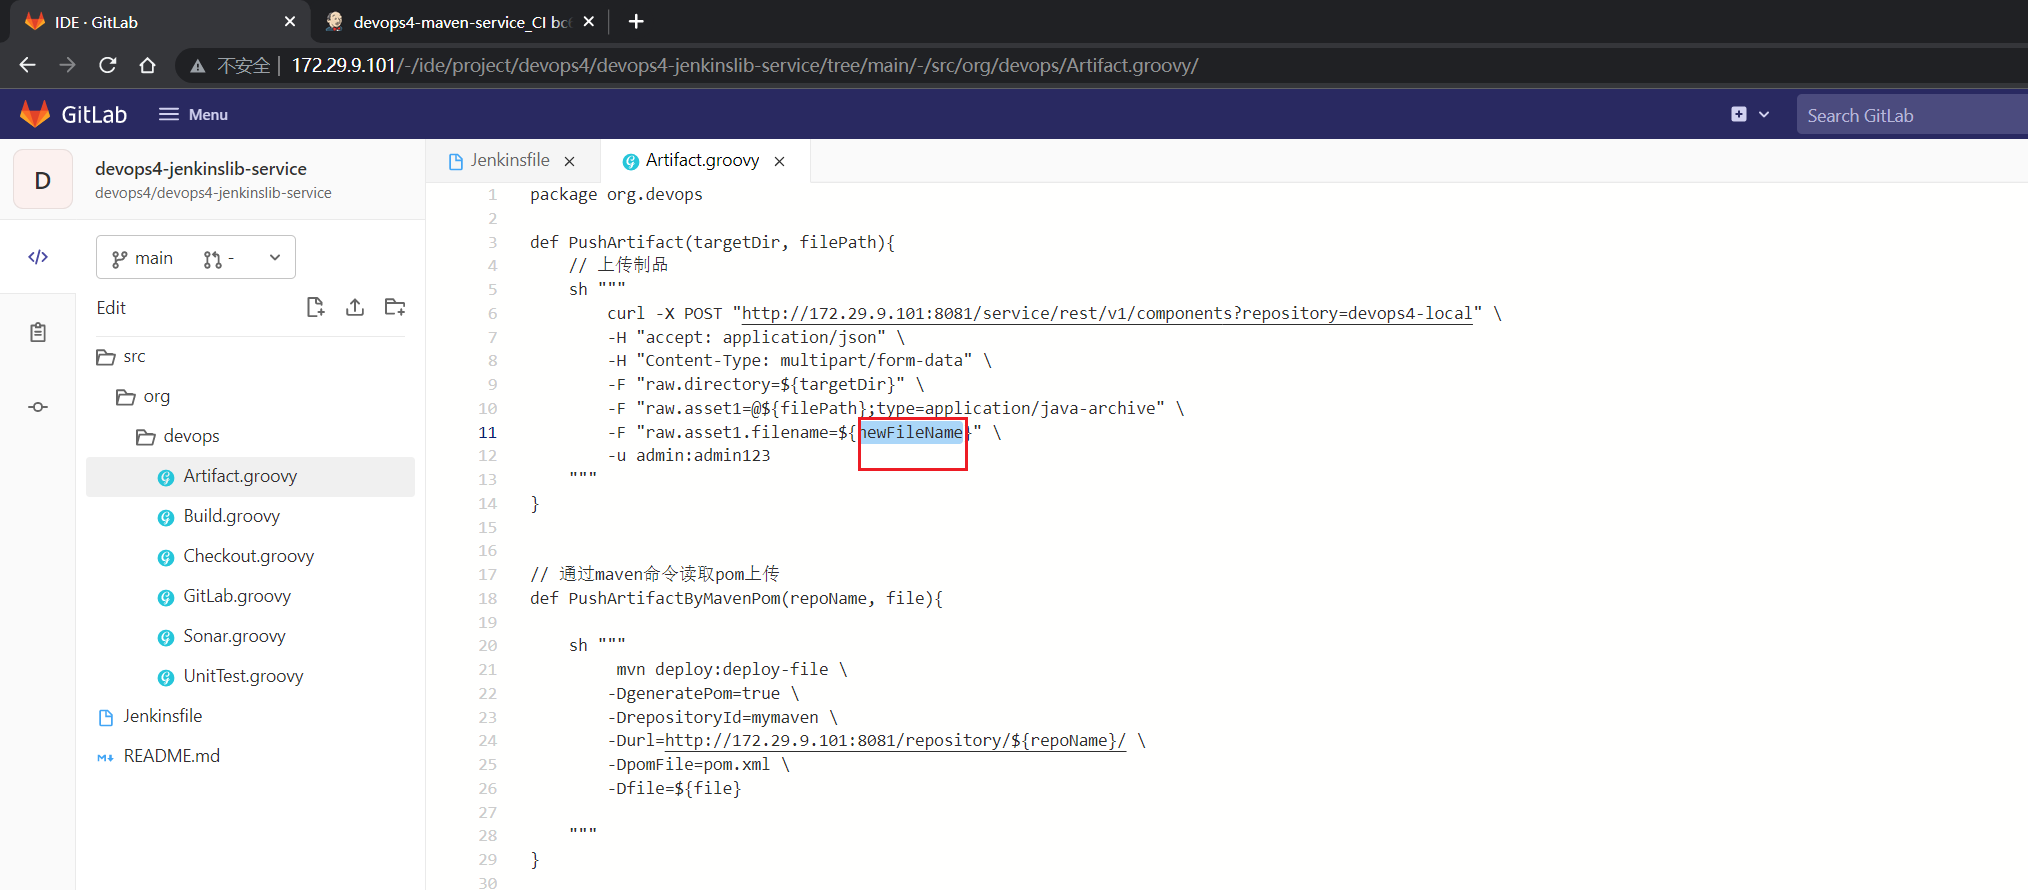 IDE · GitLab
devops4-maven-service_CI
不安全 | 172.29.9.101/-/ide/project/devops4/devops4-jenkinslib-service/tree/main/-/src/org/devops/Artifact.groovy/
GitLab Menu
Search GitLab
D
devops4-jenkinslib-service
devops4/devops4-jenkinslib-service
main -
Edit
src
org
devops
Artifact.groovy
Build.groovy
Checkout.groovy
GitLab.groovy
Sonar.groovy
UnitTest.groovy
Jenkinsfile
README.md
Jenkinsfile Artifact.groovy
1 package org.devops
2
3 def PushArtifact(targetDir, filePath){
4 // 上传制品
5 sh """
6 curl -X POST "http://172.29.9.101:8081/service/rest/v1/components?repository=devops4-local" \
7 -H "accept: application/json" \
8 -H "Content-Type: multipart/form-data" \
9 -F "raw.directory=${targetDir}" \
10 -F "raw.asset1=@${filePath};type=application/java-archive" \
11 -F "raw.asset1.filename=${newFileName}" \
12 -u admin:admin123
13 """
14 }
15
16
17 // 通过maven命令读取pom上传
18 def PushArtifactByMavenPom(repoName, file){
19
20 sh """
21 mvn deploy:deploy-file \
22 -DgeneratePom=true \
23 -DrepositoryId=mymaven \
24 -Durl=http://172.29.9.101:8081/repository/${repoName}/ \
25 -DpomFile=pom.xml \
26 -Dfile=${file}
27
28 """
29 }
30